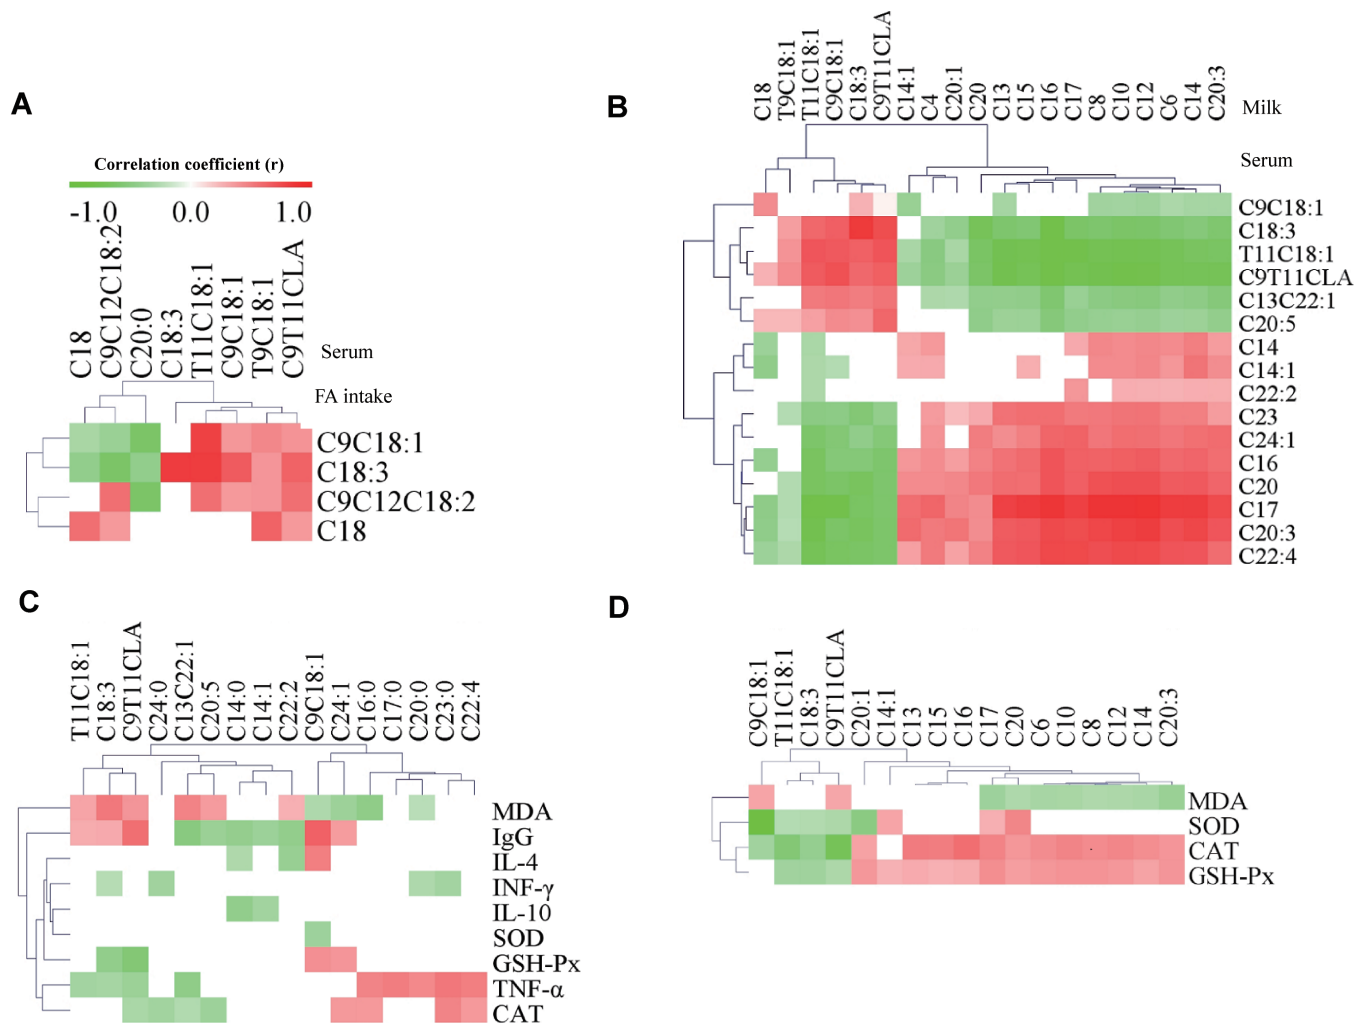 A
Correlation coefficient (r)
-1.0 0.0 1.0
C18 C9C12C18:2 C20:0 C18:3 T11C18:1 C9C18:1 T9C18:1 C9T11CLA
Serum
FA intake
C9C18:1
C18:3
C9C12C18:2
C18
B
C18 T9C18:1 T11C18:1 C9C18:1 C18:3 C9T11CLA C14:1 C4 C20:1 C20 C13 C15 C16 C17 C8 C10 C12 C6 C14 C20:3
Milk
Serum
C9C18:1
C18:3
T11C18:1
C9T11CLA
C13C22:1
C20:5
C14
C14:1
C22:2
C23
C24:1
C16
C20
C17
C20:3
C22:4
C
T11C18:1 C18:3 C9T11CLA C24:0 C13C22:1 C20:5 C14:0 C14:1 C22:2 C9C18:1 C24:1 C16:0 C17:0 C20:0 C23:0 C22:4
MDA
IgG
IL-4
INF-γ
IL-10
SOD
GSH-Px
TNF-α
CAT
D
C9C18:1 T11C18:1 C18:3 C9T11CLA C20:1 C14:1 C13 C15 C16 C17 C20 C6 C10 C8 C12 C14 C20:3
MDA
SOD
CAT
GSH-Px